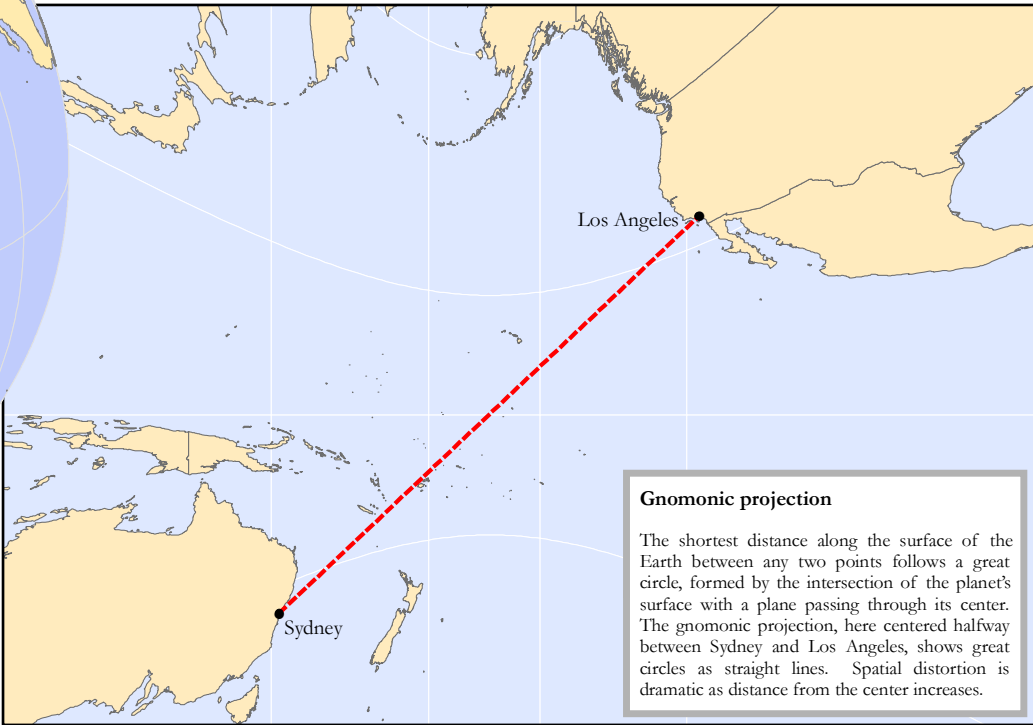 Los Angeles
Sydney
Gnomonic projection
The shortest distance along the surface of the
Earth between any two points follows a great
circle, formed by the intersection of the planet's
surface with a plane passing through its center.
The gnomonic projection, here centered halfway
between Sydney and Los Angeles, shows great
circles as straight lines. Spatial distortion is
dramatic as distance from the center increases.